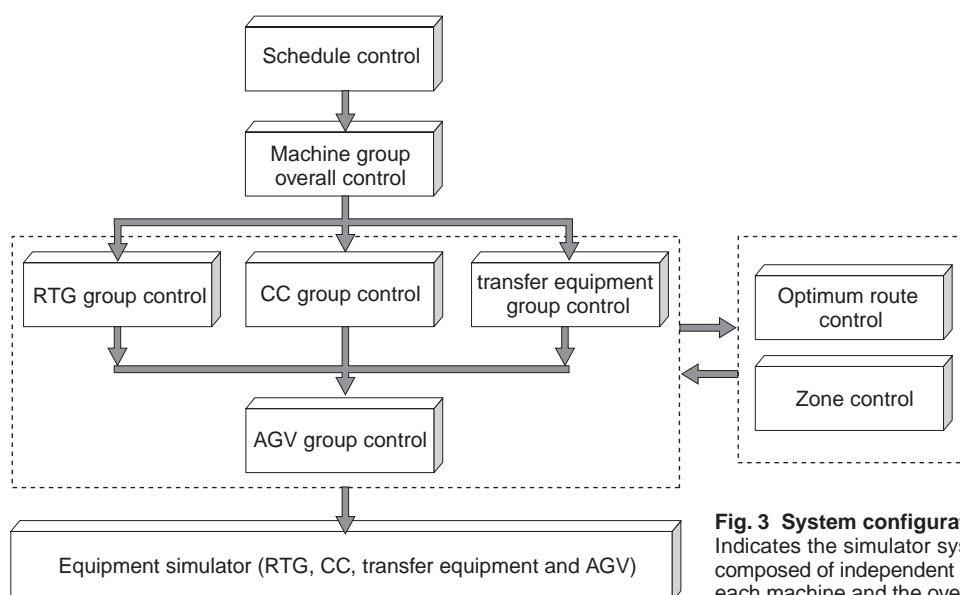 Schedule control
Machine group
overall control
RTG group control
CC group control
transfer equipment
group control
Optimum route
control
Zone control
AGV group control
Equipment simulator (RTG, CC, transfer equipment and AGV)
Fig. 3 System configurat
Indicates the simulator sys
composed of independent
each machine and the ove